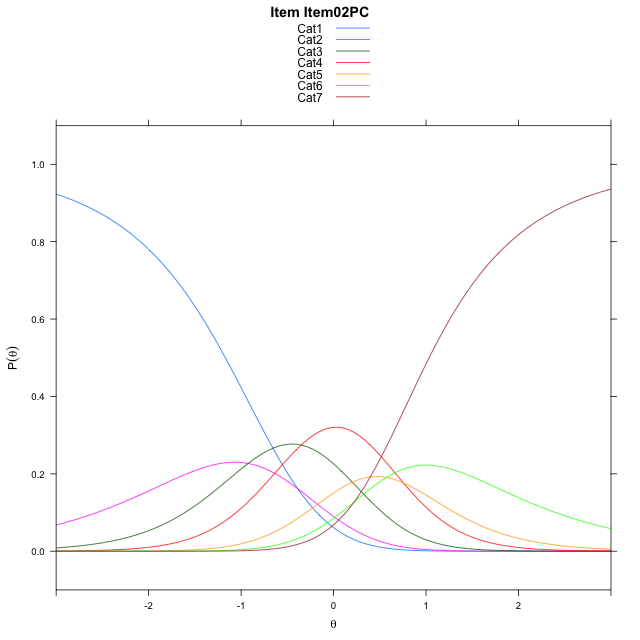 Item Item02PC
Cat1
Cat2
Cat3
Cat4
Cat5
Cat6
Cat7
1.0
0.8
0.6
0.4
0.2
0.0
P(θ)
-2 -1 0 1 2
θ